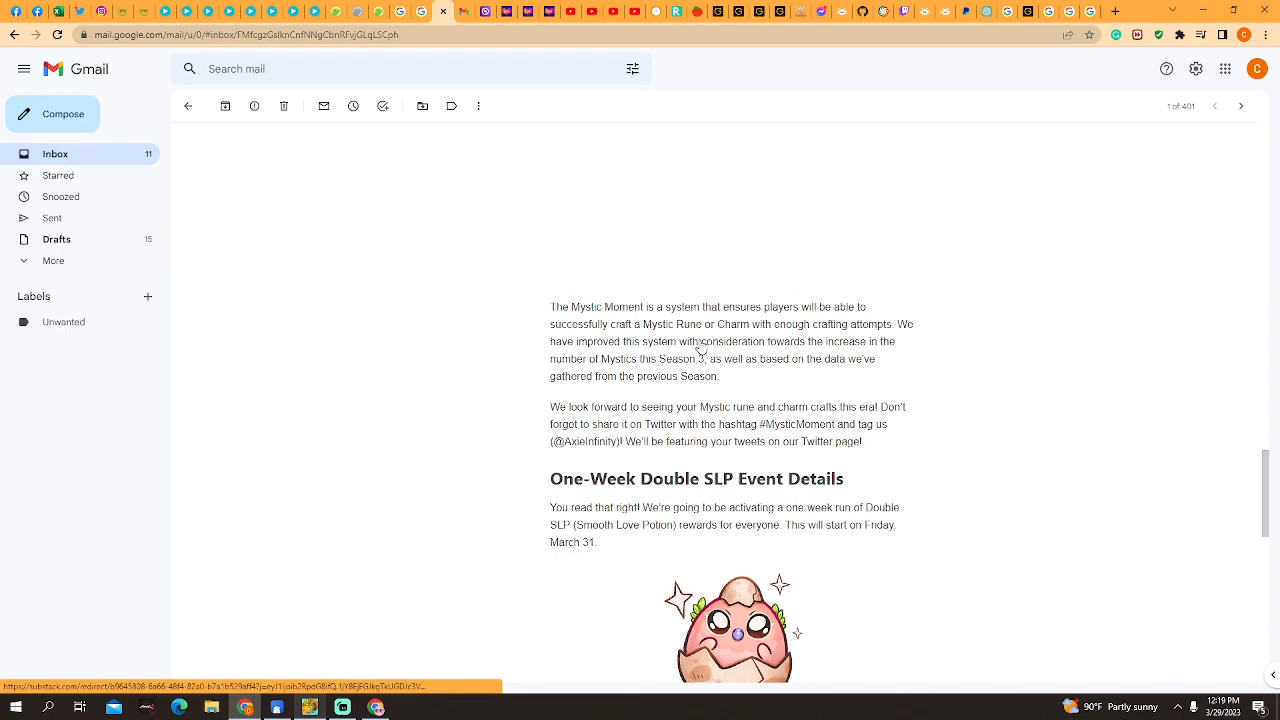 mail.google.com/mail/u/0/#inbox/FMfcgzGslknCnfNNgCbnRFvjGLqLSCph
Gmail
Search mail
C
Compose
1 of 401
Inbox 11
Starred
Snoozed
Sent
Drafts 15
More
Labels
Unwanted
The Mystic Moment is a system that ensures players will be able to
successfully craft a Mystic Rune or Charm with enough crafting attempts. We
have improved this system with consideration towards the increase in the
number of Mystics this Season 3, as well as based on the data we've
gathered from the previous Season.
We look forward to seeing your Mystic rune and charm crafts this era! Don't
forget to share it on Twitter with the hashtag #MysticMoment and tag us
(@AxieInfinity)! We'll be featuring your tweets on our Twitter page!
One-Week Double SLP Event Details
You read that right! We're going to be activating a one-week run of Double
SLP (Smooth Love Potion) rewards for everyone. This will start on Friday,
March 31.
90°F Partly sunny
12:19 PM
3/29/2023